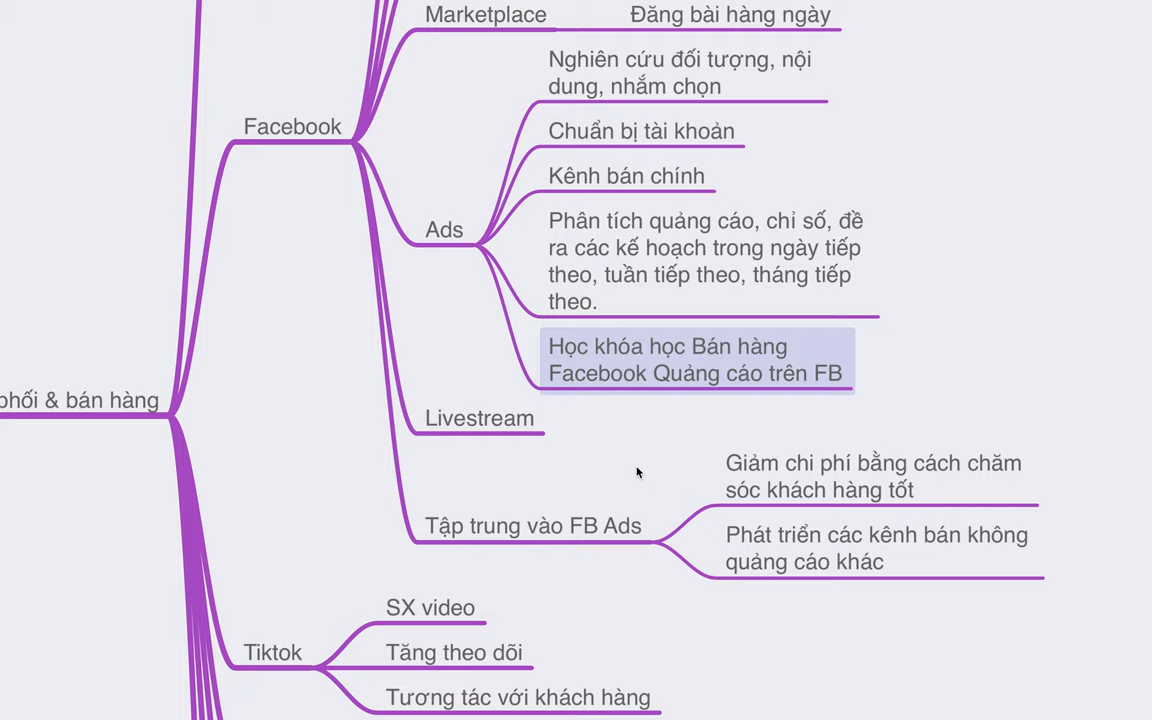 Marketplace
Đăng bài hàng ngày
Facebook
Nghiên cứu đối tượng, nội
dung, nhắm chọn
Chuẩn bị tài khoản
Kênh bán chính
Ads
Phân tích quảng cáo, chỉ số, đề
ra các kế hoạch trong ngày tiếp
theo, tuần tiếp theo, tháng tiếp
theo.
Học khóa học Bán hàng
Facebook Quảng cáo trên FB
phối & bán hàng
Livestream
Tập trung vào FB Ads
Giảm chi phí bằng cách chăm
sóc khách hàng tốt
Phát triển các kênh bán không
quảng cáo khác
Tiktok
SX video
Tăng theo dõi
Tương tác với khách hàng